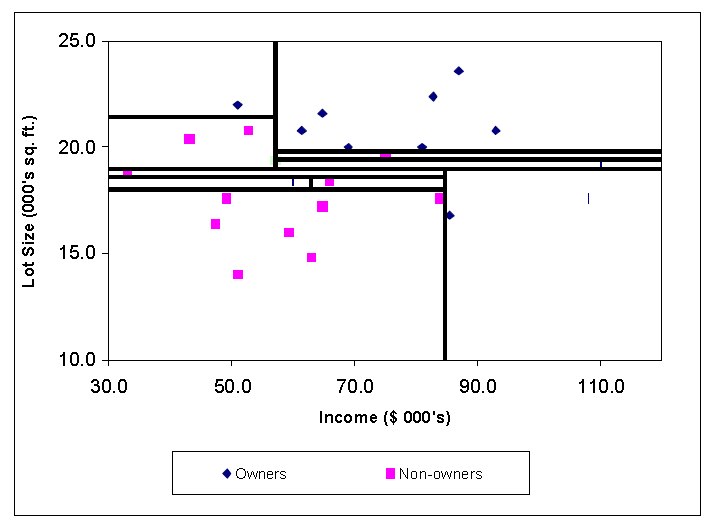 25.0
20.0
15.0
10.0
Lot Size (000's sq. ft.)
30.0 50.0 70.0 90.0 110.0
Income ($ 000's)
Owners Non-owners